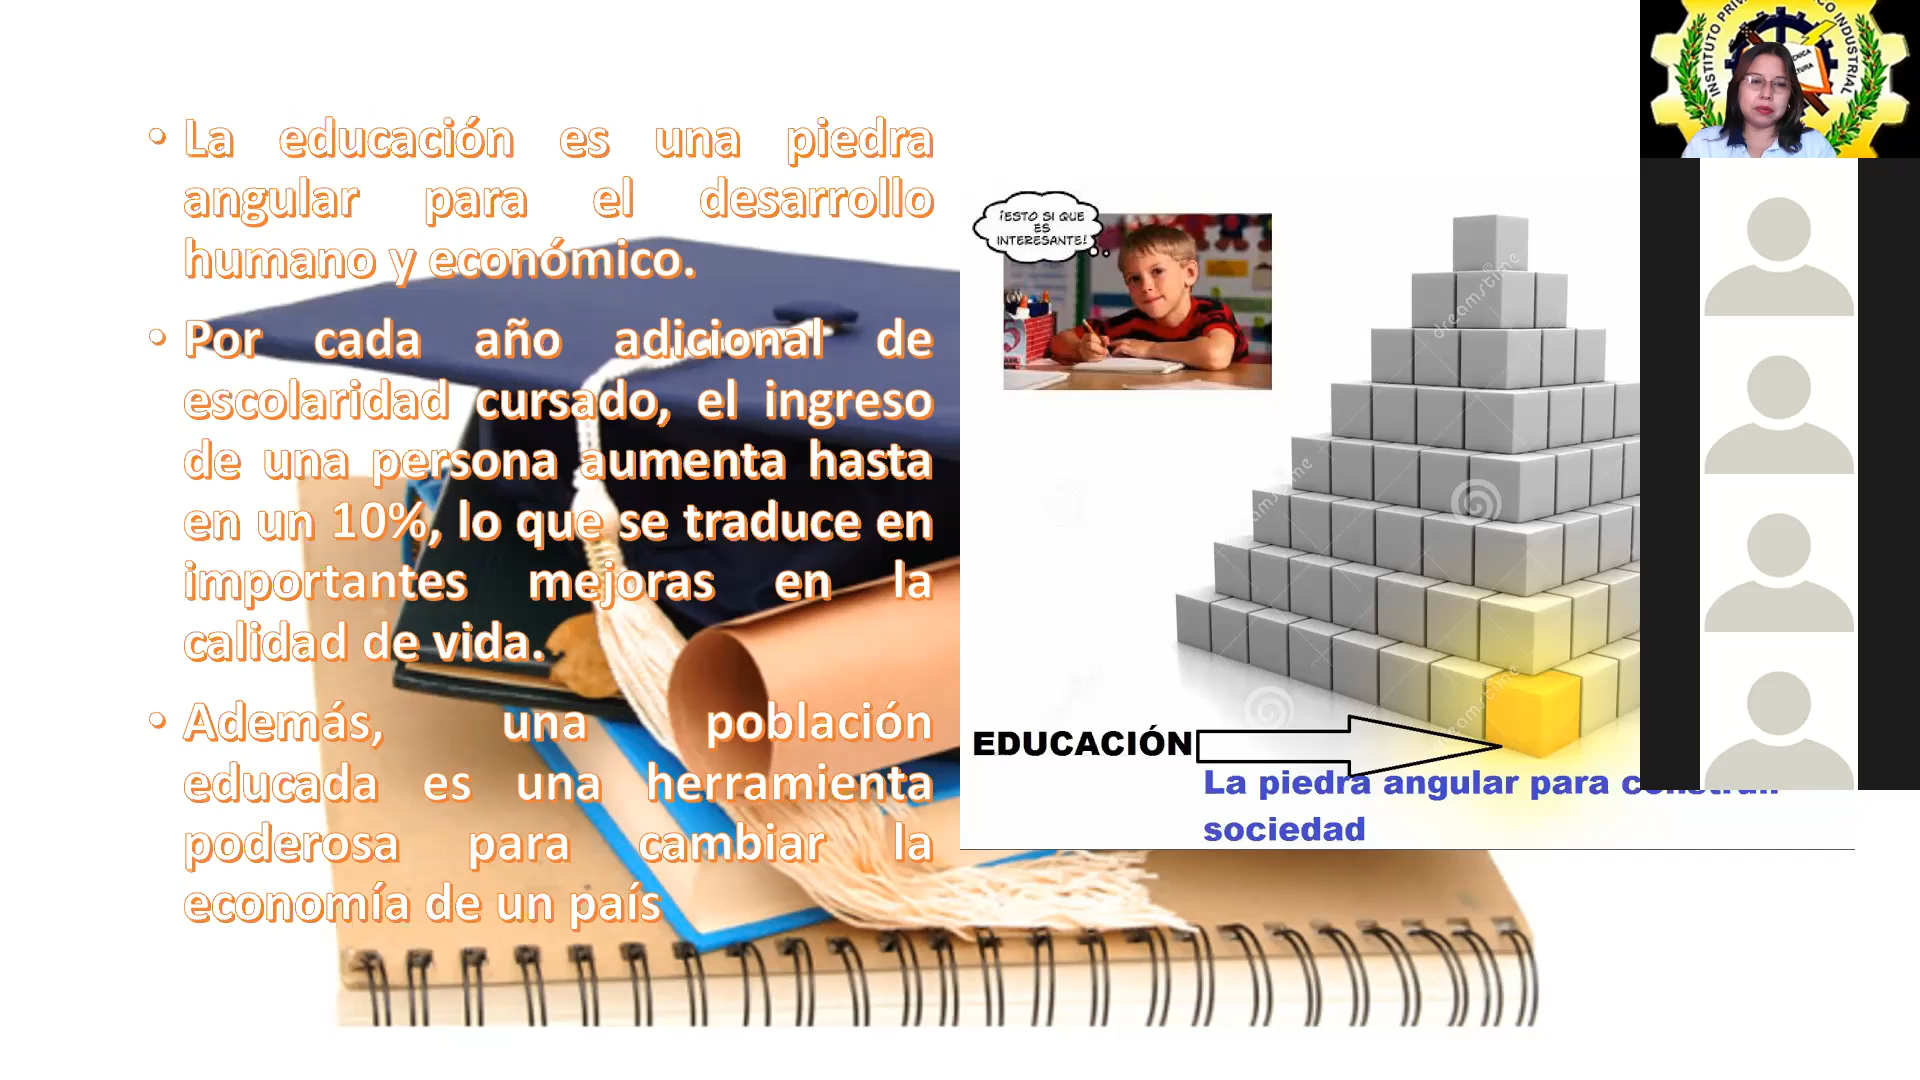 • La educación es una piedra
angular para el desarrollo
humano y económico.
• Por cada año adicional de
escolaridad cursado, el ingreso
de una persona aumenta hasta
en un 10%, lo que se traduce en
importantes mejoras en la
calidad de vida.
• Además, una población
educada es una herramienta
poderosa para cambiar la
economía de un país
¡ESTO SI QUE
ES
INTERESANTE!
dreamstime
EDUCACIÓN
La piedra angular para
sociedad
INSTITUTO INDUSTRIAL